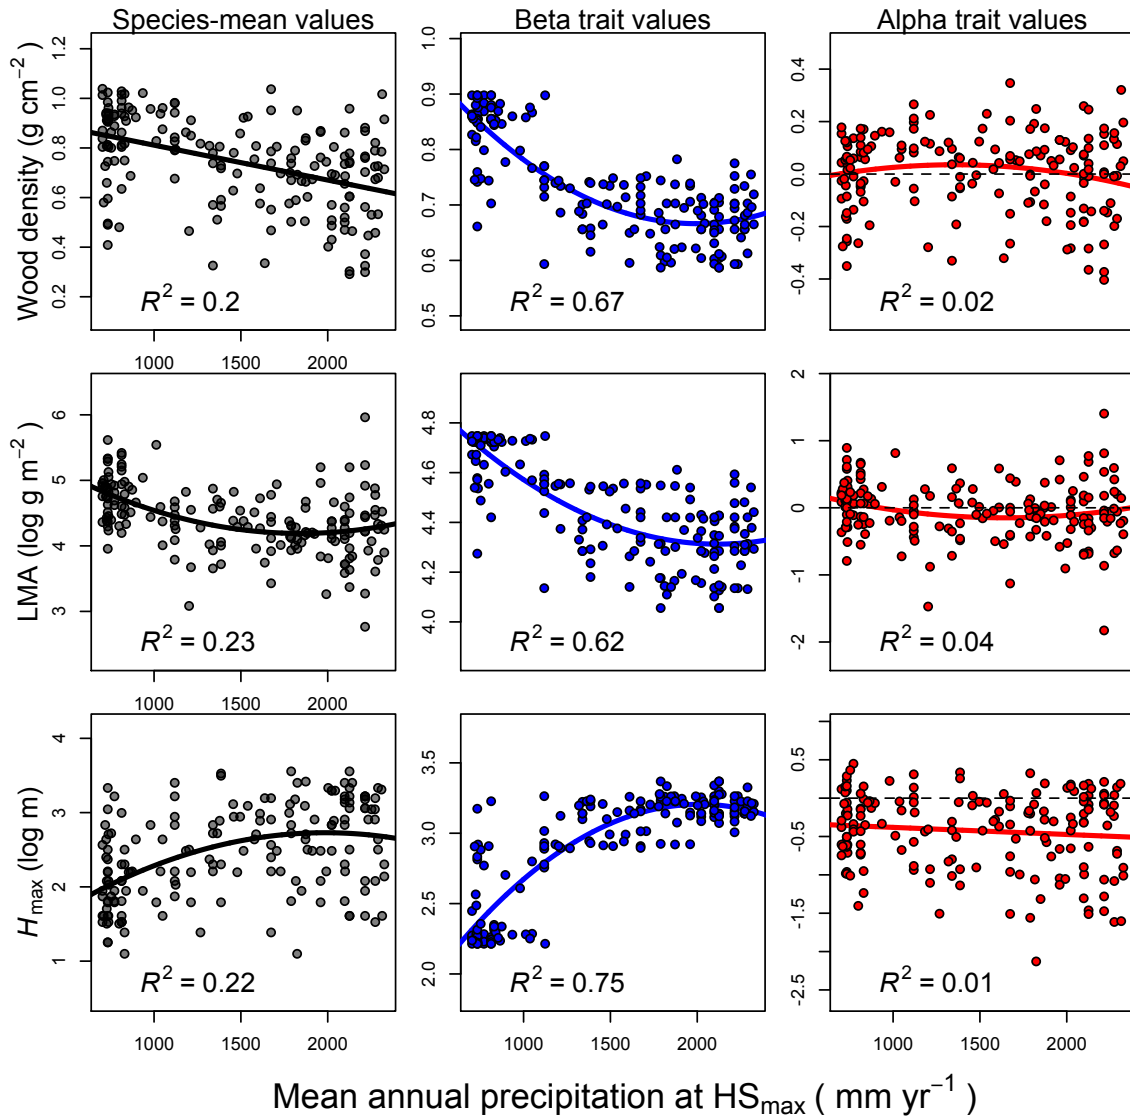 Species-mean values Beta trait values Alpha trait values
Wood density (g cm⁻²)
0.2 0.4 0.6 0.8 1.0 1.2
R² = 0.2
1000 1500 2000
0.5 0.6 0.7 0.8 0.9 1.0
R² = 0.67
-0.4 -0.2 0.0 0.2 0.4
R² = 0.02
LMA (log g m⁻²)
3 4 5 6
R² = 0.23
1000 1500 2000
4.0 4.2 4.4 4.6 4.8
R² = 0.62
-2 -1 0 1 2
R² = 0.04
Hmax (log m)
1 2 3 4
R² = 0.22
1000 1500 2000
2.0 2.5 3.0 3.5
R² = 0.75
1000 1500 2000
-2.5 -1.5 -0.5 0.5
R² = 0.01
1000 1500 2000
Mean annual precipitation at HSmax ( mm yr⁻¹ )